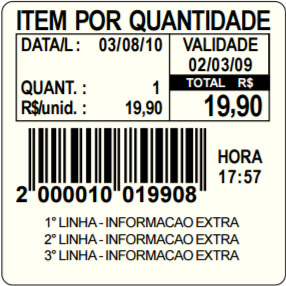 ITEM POR QUANTIDADE
DATA/L : 03/08/10
VALIDADE
02/03/09
QUANT. : 1
TOTAL R$
R$/unid. : 19,90
19,90
HORA
17:57
2 000010 019908
1° LINHA - INFORMACAO EXTRA
2° LINHA - INFORMACAO EXTRA
3° LINHA - INFORMACAO EXTRA